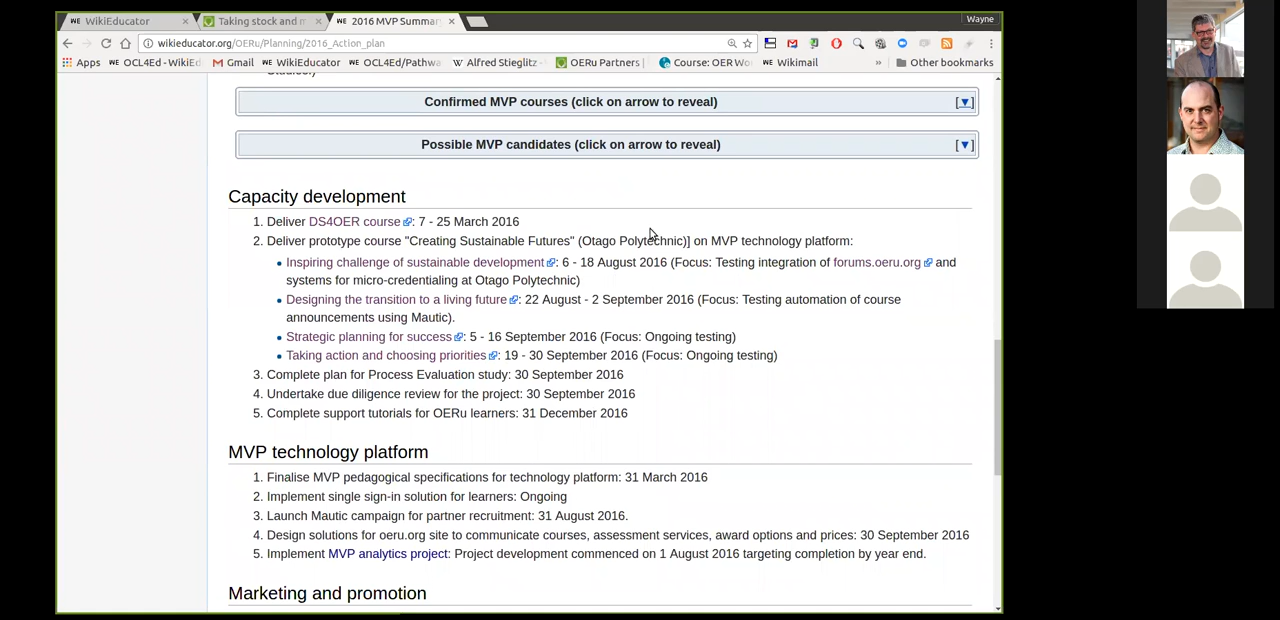 WikiEducator
Taking stock and m
2016 MVP Summar
Wayne
wikieducator.org/OERu/Planning/2016_Action_plan
Apps
OCL4Ed - WikiEd
Gmail
WikiEducator
OCL4Ed/Pathwa
Alfred Stieglitz -
OERu Partners
Course: OER Wo
Wikimail
»
Other bookmarks
Confirmed MVP courses (click on arrow to reveal) [▼]
Possible MVP candidates (click on arrow to reveal) [▼]
Capacity development
1. Deliver DS4OER course: 7 - 25 March 2016
2. Deliver prototype course "Creating Sustainable Futures" (Otago Polytechnic)] on MVP technology platform:
• Inspiring challenge of sustainable development: 6 - 18 August 2016 (Focus: Testing integration of forums.oeru.org and
systems for micro-credentialing at Otago Polytechnic)
• Designing the transition to a living future: 22 August - 2 September 2016 (Focus: Testing automation of course
announcements using Mautic).
• Strategic planning for success: 5 - 16 September 2016 (Focus: Ongoing testing)
• Taking action and choosing priorities: 19 - 30 September 2016 (Focus: Ongoing testing)
3. Complete plan for Process Evaluation study: 30 September 2016
4. Undertake due diligence review for the project: 30 September 2016
5. Complete support tutorials for OERu learners: 31 December 2016
MVP technology platform
1. Finalise MVP pedagogical specifications for technology platform: 31 March 2016
2. Implement single sign-in solution for learners: Ongoing
3. Launch Mautic campaign for partner recruitment: 31 August 2016.
4. Design solutions for oeru.org site to communicate courses, assessment services, award options and prices: 30 September 2016
5. Implement MVP analytics project: Project development commenced on 1 August 2016 targeting completion by year end.
Marketing and promotion